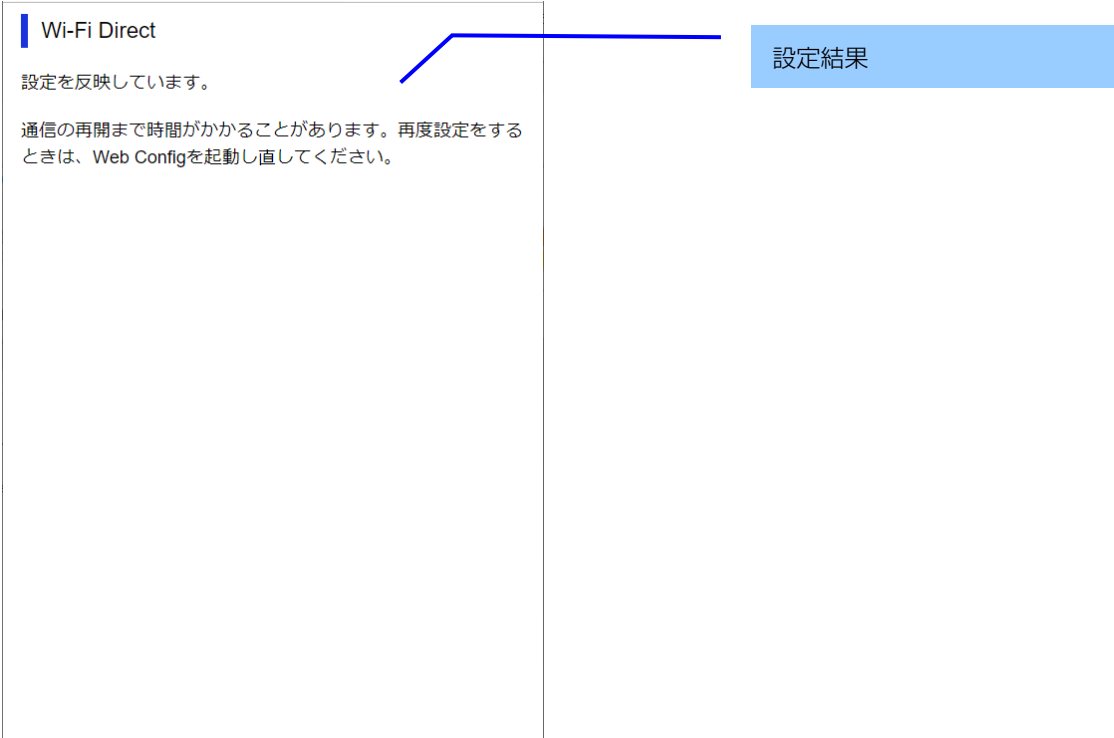 Wi-Fi Direct
設定を反映しています。
通信の再開まで時間がかかることがあります。再度設定をする
ときは、Web Configを起動し直してください。
設定結果